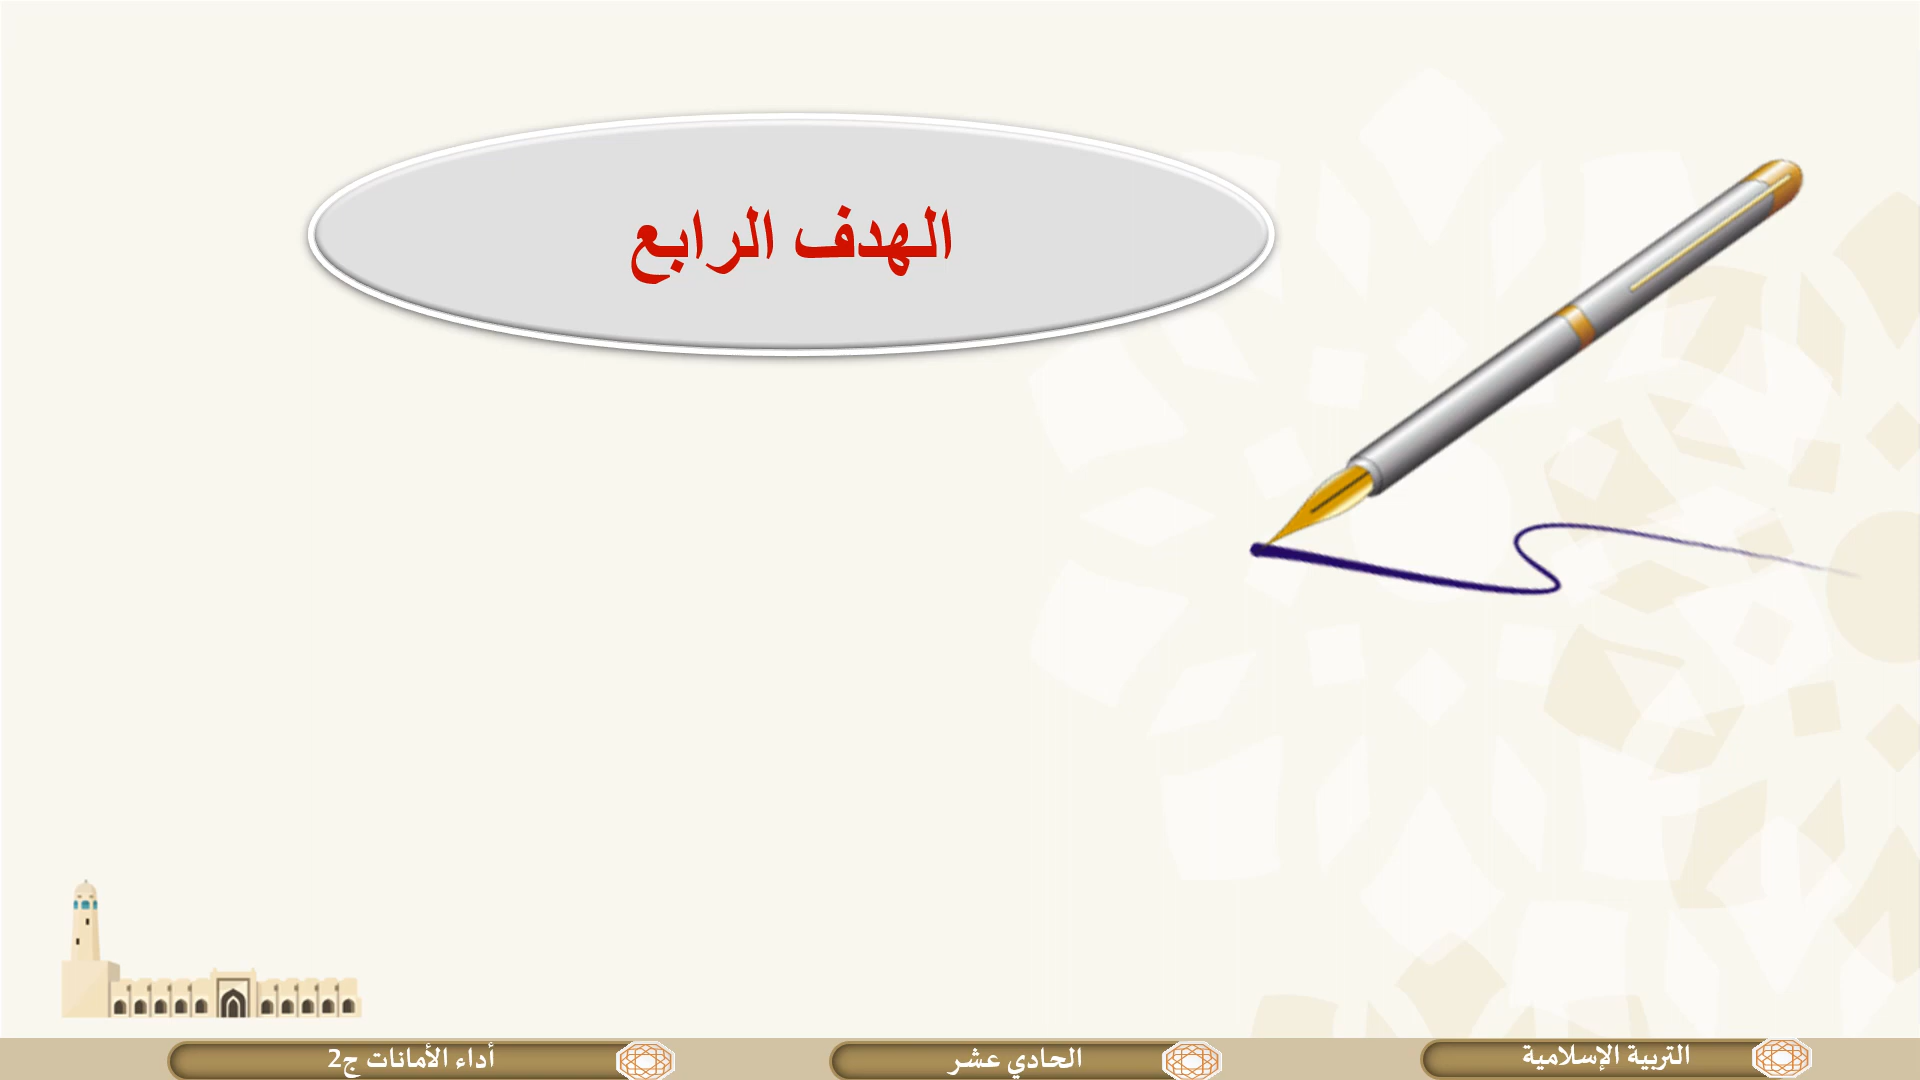 الهدف الرابع
التربية الإسلامية
الحادي عشر
أداء الأمانات ج2